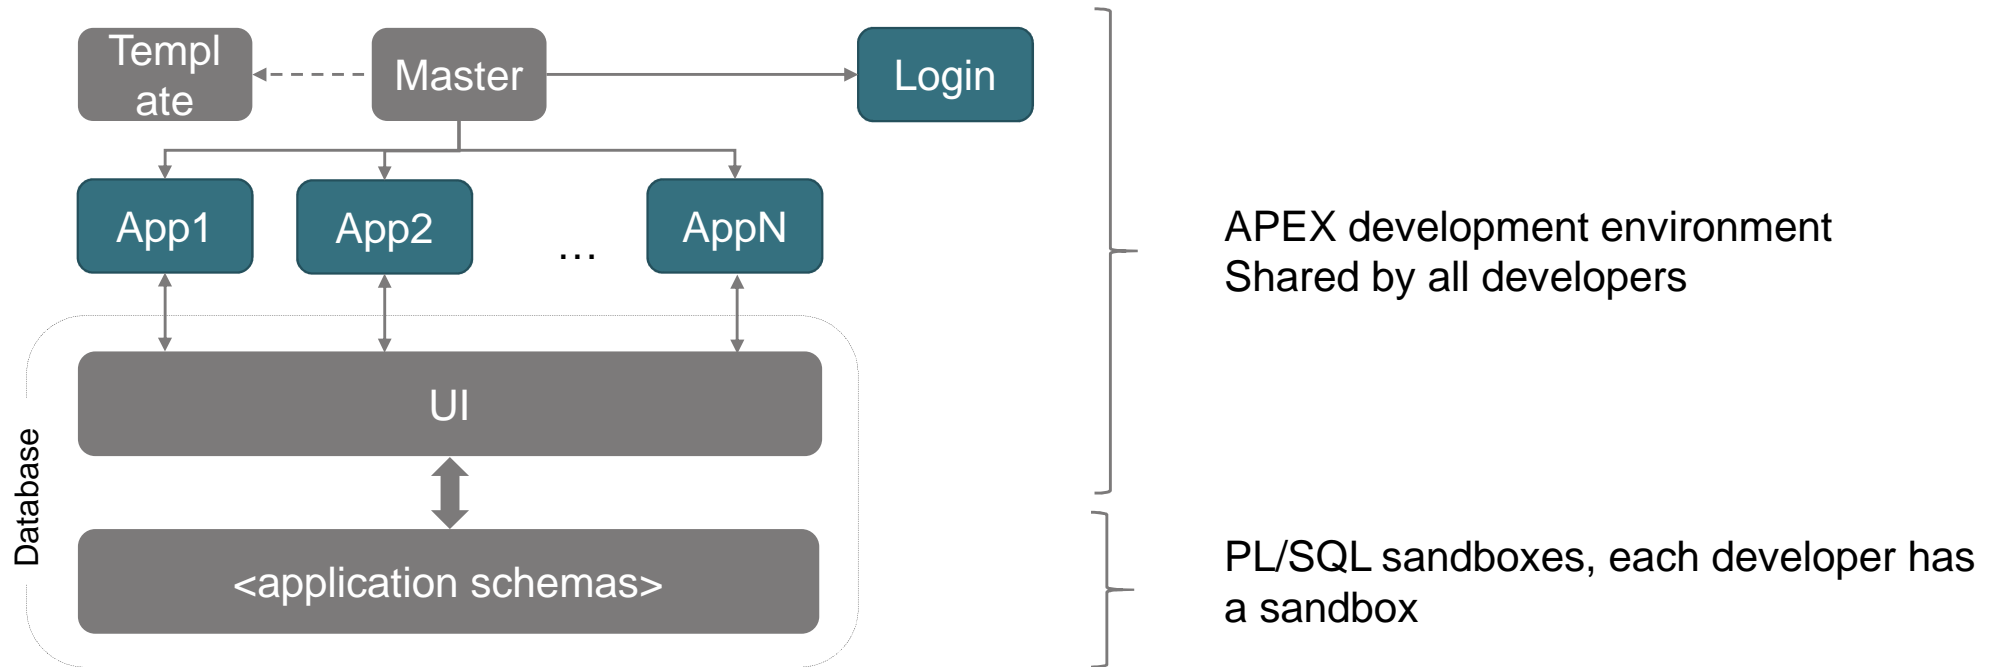 Templ
ate
Master
Login
App1
App2
...
AppN
APEX development environment
Shared by all developers
UI
Database
<application schemas>
PL/SQL sandboxes, each developer has
a sandbox